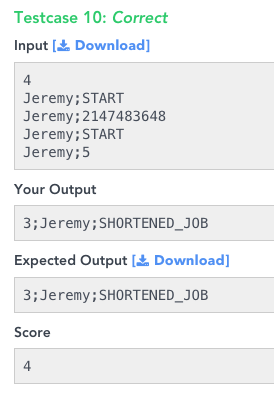 Testcase 10: Correct
Input [Download]
4
Jeremy;START
Jeremy;2147483648
Jeremy;START
Jeremy;5
Your Output
3;Jeremy;SHORTENED_JOB
Expected Output [Download]
3;Jeremy;SHORTENED_JOB
Score
4